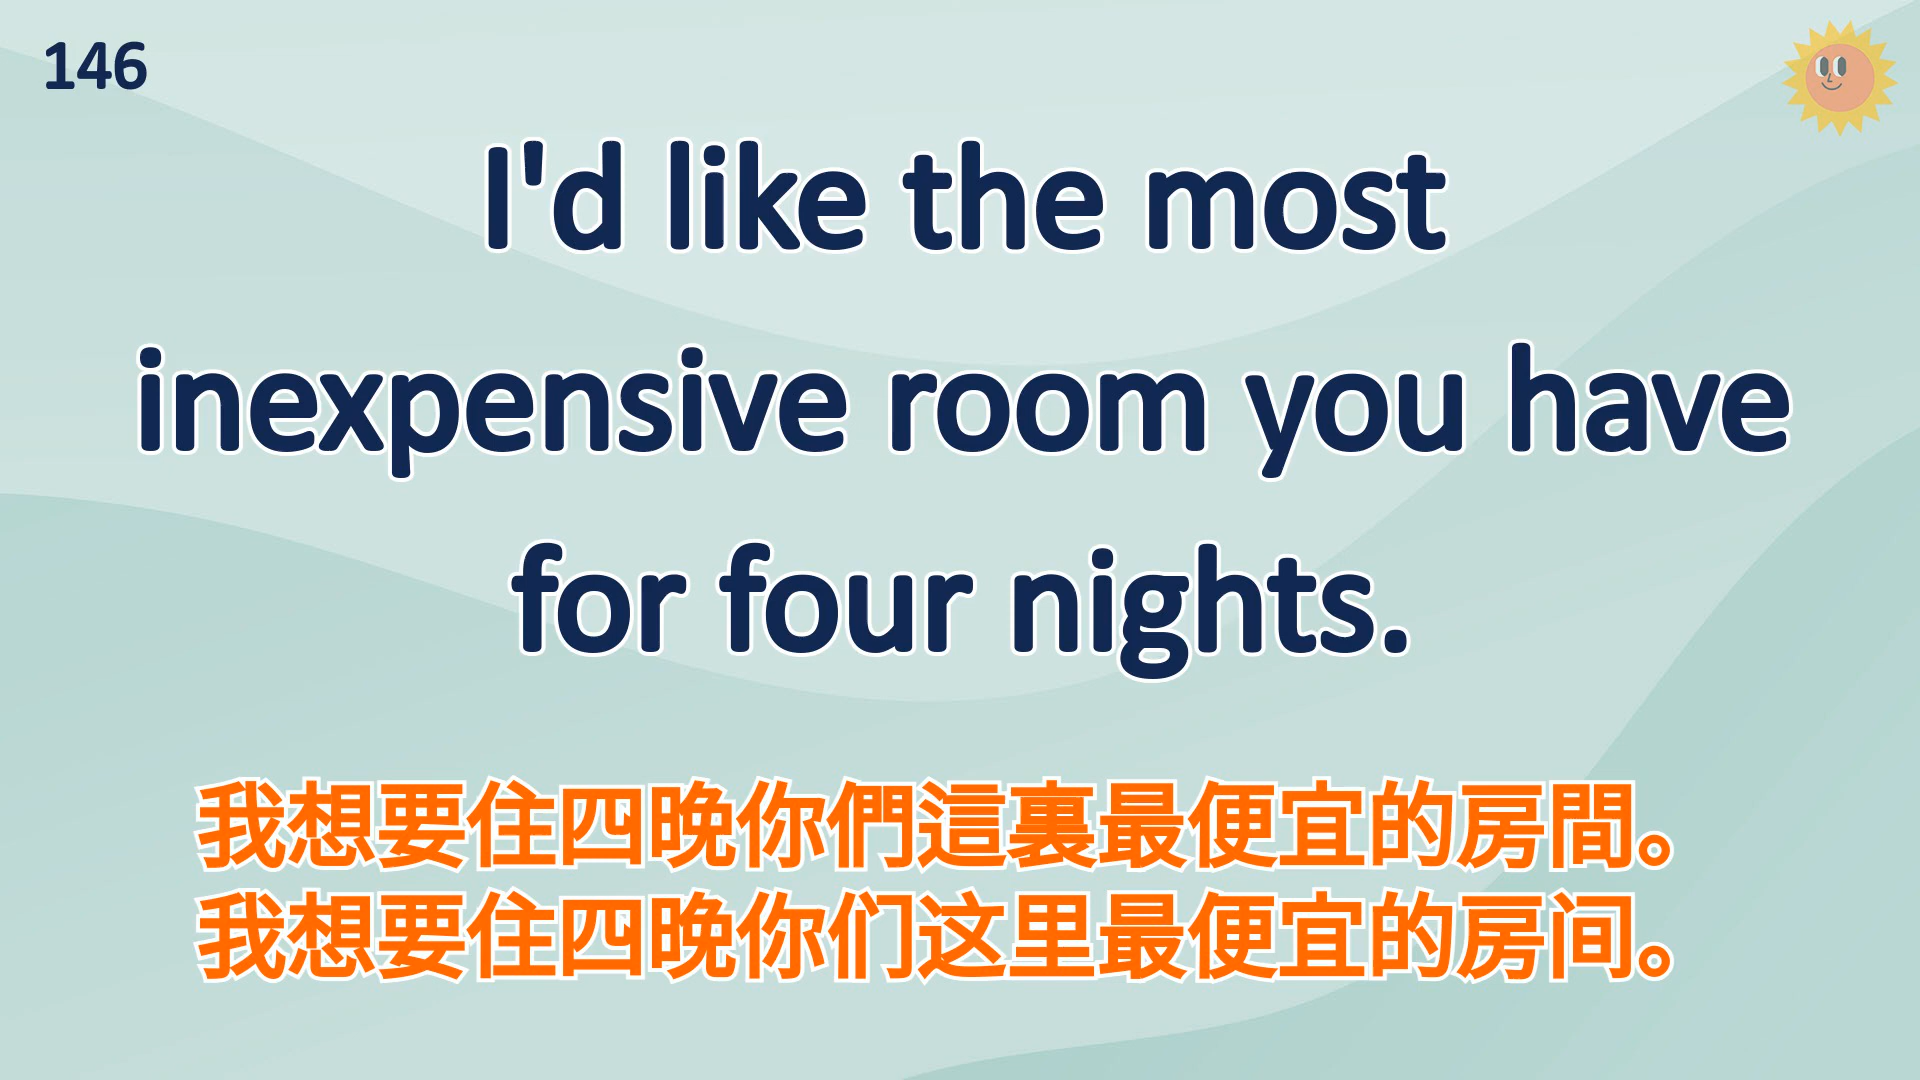 146
I'd like the most
inexpensive room you have
for four nights.
我想要住四晚你們這裏最便宜的房間。
我想要住四晚你们这里最便宜的房间。